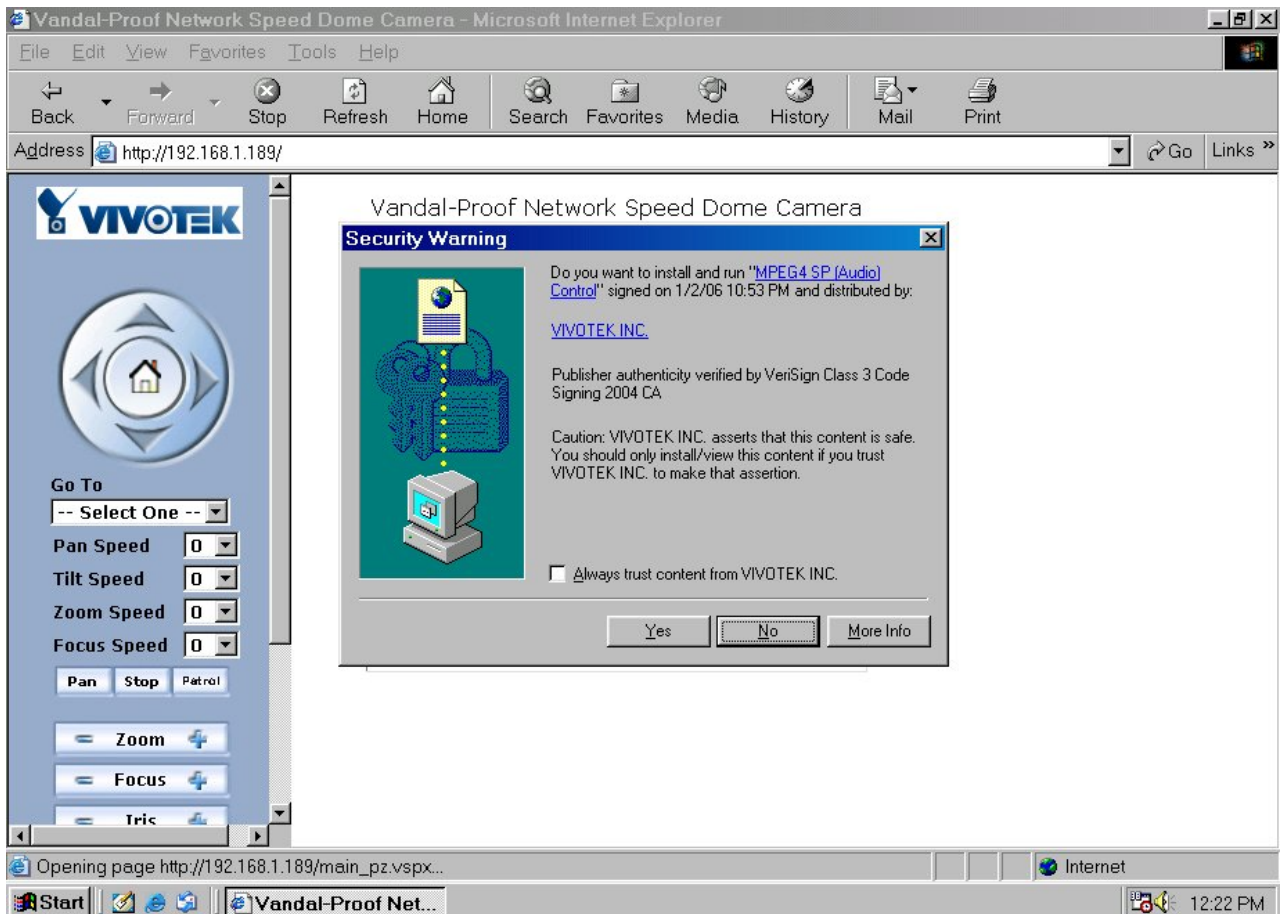 Vandal-Proof Network Speed Dome Camera - Microsoft Internet Explorer
File Edit View Favorites Tools Help
Back Forward Stop Refresh Home Search Favorites Media History Mail Print
Address http://192.168.1.189/ Go Links »
VIVOTEK
Vandal-Proof Network Speed Dome Camera
Security Warning
Do you want to install and run "MPEG4 SP (Audio)
Control" signed on 1/2/06 10:53 PM and distributed by:
VIVOTEK INC.
Publisher authenticity verified by VeriSign Class 3 Code
Signing 2004 CA
Caution: VIVOTEK INC. asserts that this content is safe.
You should only install/view this content if you trust
VIVOTEK INC. to make that assertion.
Always trust content from VIVOTEK INC.
Yes No More Info
Go To
-- Select One --
Pan Speed 0
Tilt Speed 0
Zoom Speed 0
Focus Speed 0
Pan Stop Patrol
Zoom
Focus
Iris
Opening page http://192.168.1.189/main_pz.vspx... Internet
Start Vandal-Proof Net... 12:22 PM